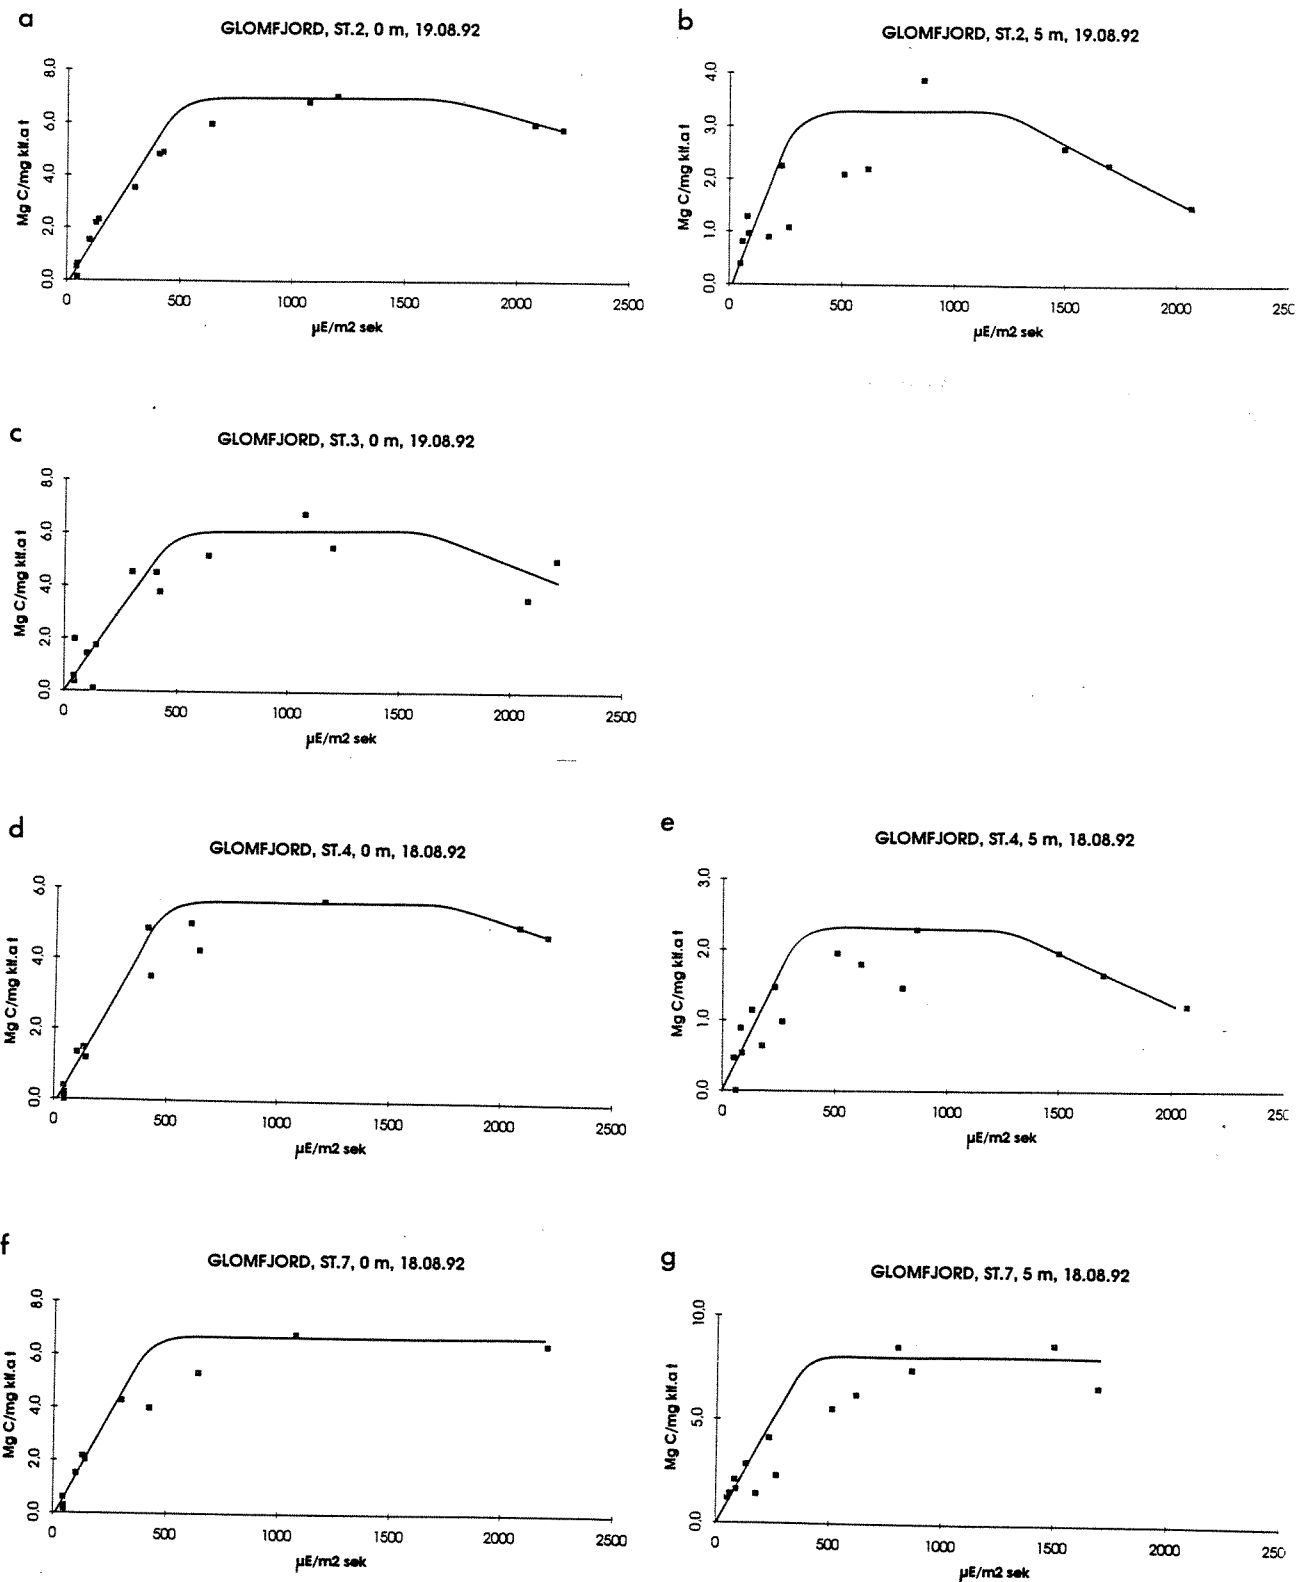 a
GLOMFJORD, ST.2, 0 m, 19.08.92
Mg C/mg klf.a t
8.0
6.0
4.0
2.0
0.0
0 500 1000 1500 2000 2500
µE/m2 sek
b
GLOMFJORD, ST.2, 5 m, 19.08.92
Mg C/mg klf.a t
4.0
3.0
2.0
1.0
0.0
0 500 1000 1500 2000 250
µE/m2 sek
c
GLOMFJORD, ST.3, 0 m, 19.08.92
Mg C/mg klf.a t
8.0
6.0
4.0
2.0
0.0
0 500 1000 1500 2000 2500
µE/m2 sek
d
GLOMFJORD, ST.4, 0 m, 18.08.92
Mg C/mg klf.a t
6.0
4.0
2.0
0.0
0 500 1000 1500 2000 2500
µE/m2 sek
e
GLOMFJORD, ST.4, 5 m, 18.08.92
Mg C/mg klf.a t
3.0
2.0
1.0
0.0
0 500 1000 1500 2000 250
µE/m2 sek
f
GLOMFJORD, ST.7, 0 m, 18.08.92
Mg C/mg klf.a t
8.0
6.0
4.0
2.0
0.0
0 500 1000 1500 2000 2500
µE/m2 sek
g
GLOMFJORD, ST.7, 5 m, 18.08.92
Mg C/mg klf.a t
10.0
5.0
0.0
0 500 1000 1500 2000 250
µE/m2 sek